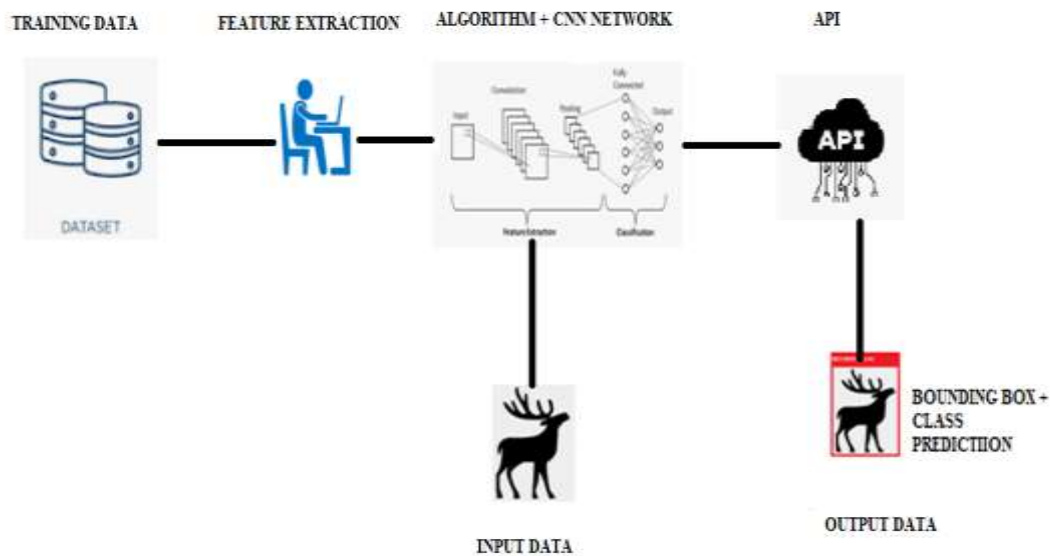 TRAINING DATA
FEATURE EXTRACTION
ALGORITHM + CNN NETWORK
API
DATASET
Input
Convolution
Pooling
Fully
Connected
Output
Feature Extraction
Classification
API
BOUNDING BOX +
CLASS
PREDICTIION
INPUT DATA
OUTPUT DATA